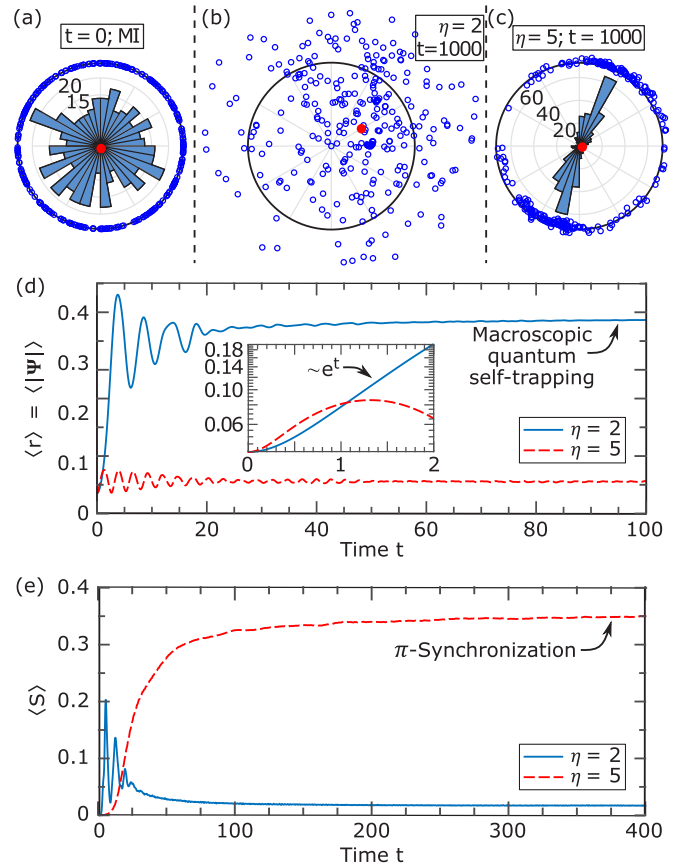 (a)
t = 0; MI
20
15
(b)
η = 2
t=1000
(c)
η = 5; t = 1000
60
40
20
(d)
0.4
0.3
0.2
0.1
0
⟨r⟩ = ⟨|Ψ|⟩
0.18
0.10
0.06
~eᵗ
0
1
2
Macroscopic
quantum
self-trapping
η = 2
η = 5
0
20
40
60
80
100
Time t
(e)
0.4
0.3
0.2
0.1
0
⟨S⟩
π-Synchronization
η = 2
η = 5
0
100
200
300
400
Time t